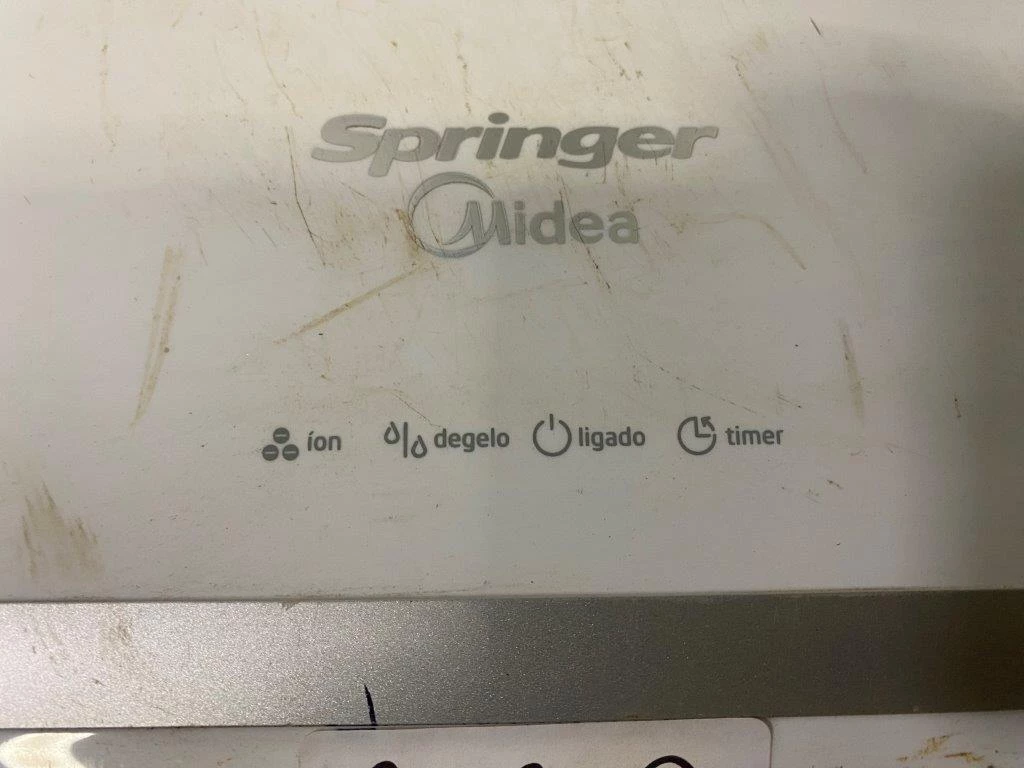 Springer
Midea
íon degelo ligado timer